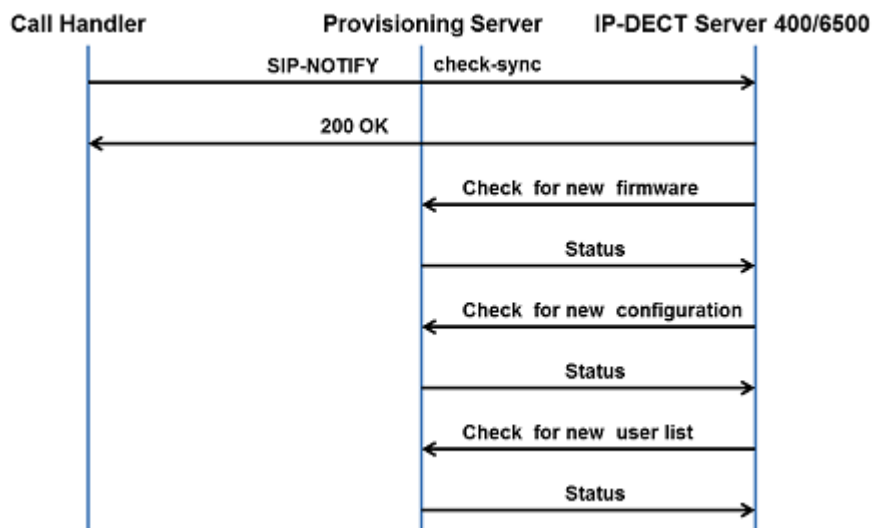 Call Handler Provisioning Server IP-DECT Server 400/6500
SIP-NOTIFY check-sync
200 OK
Check for new firmware
Status
Check for new configuration
Status
Check for new user list
Status